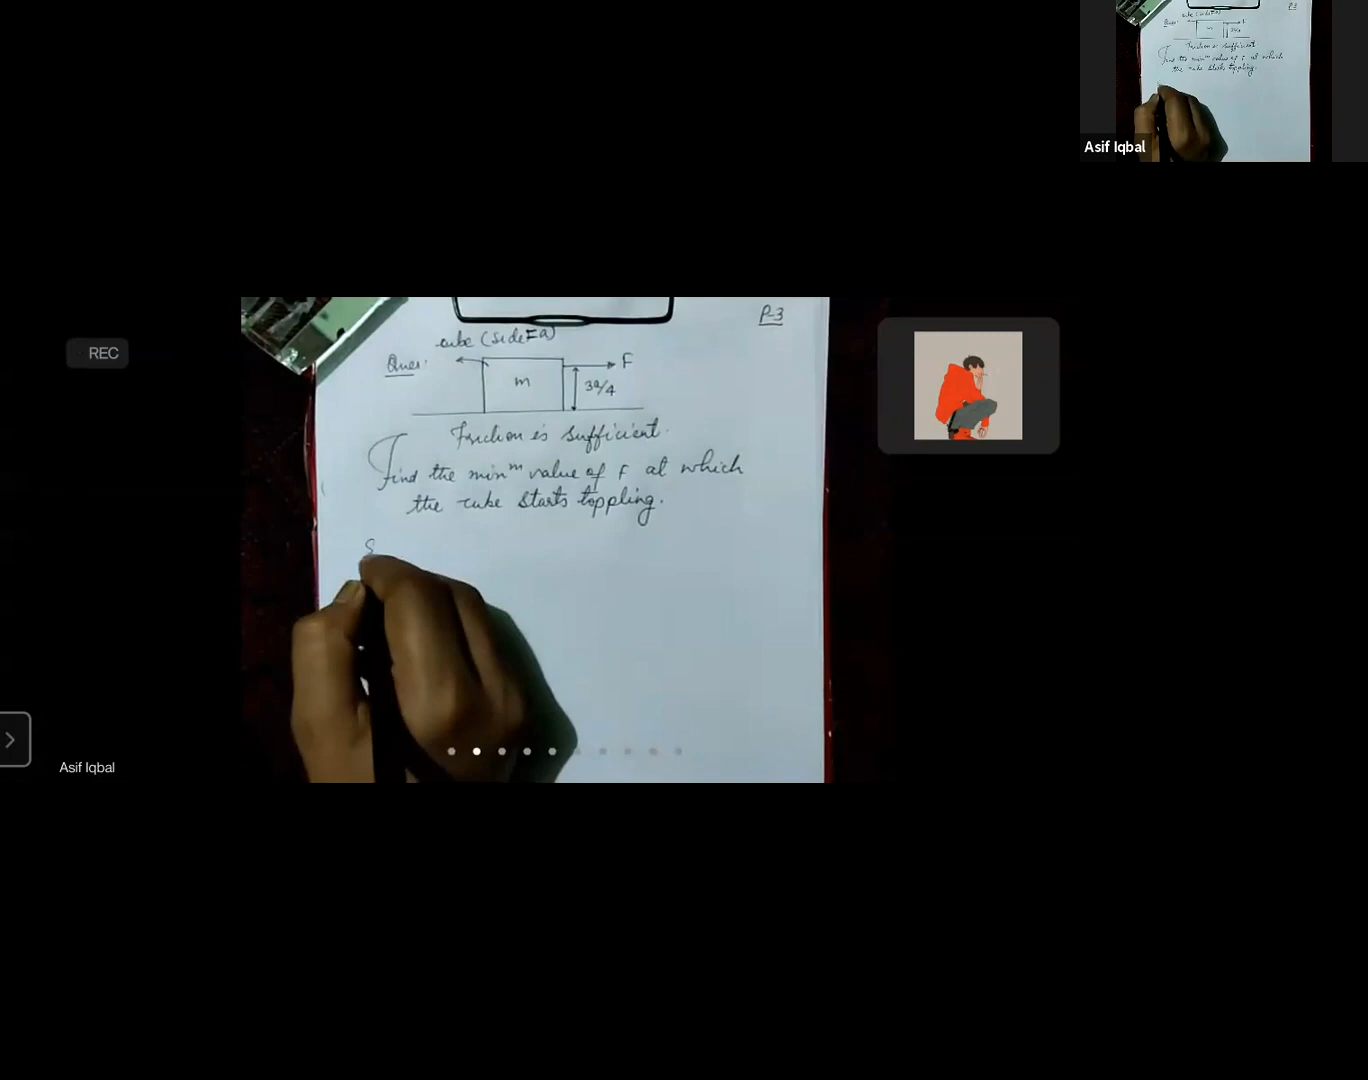 Asif Iqbal
REC
P-3
cube (side=a)
Ques:
F
m
3a/4
Friction is sufficient.
Find the minᵐ value of F at which
the cube starts toppling.
S
Asif Iqbal